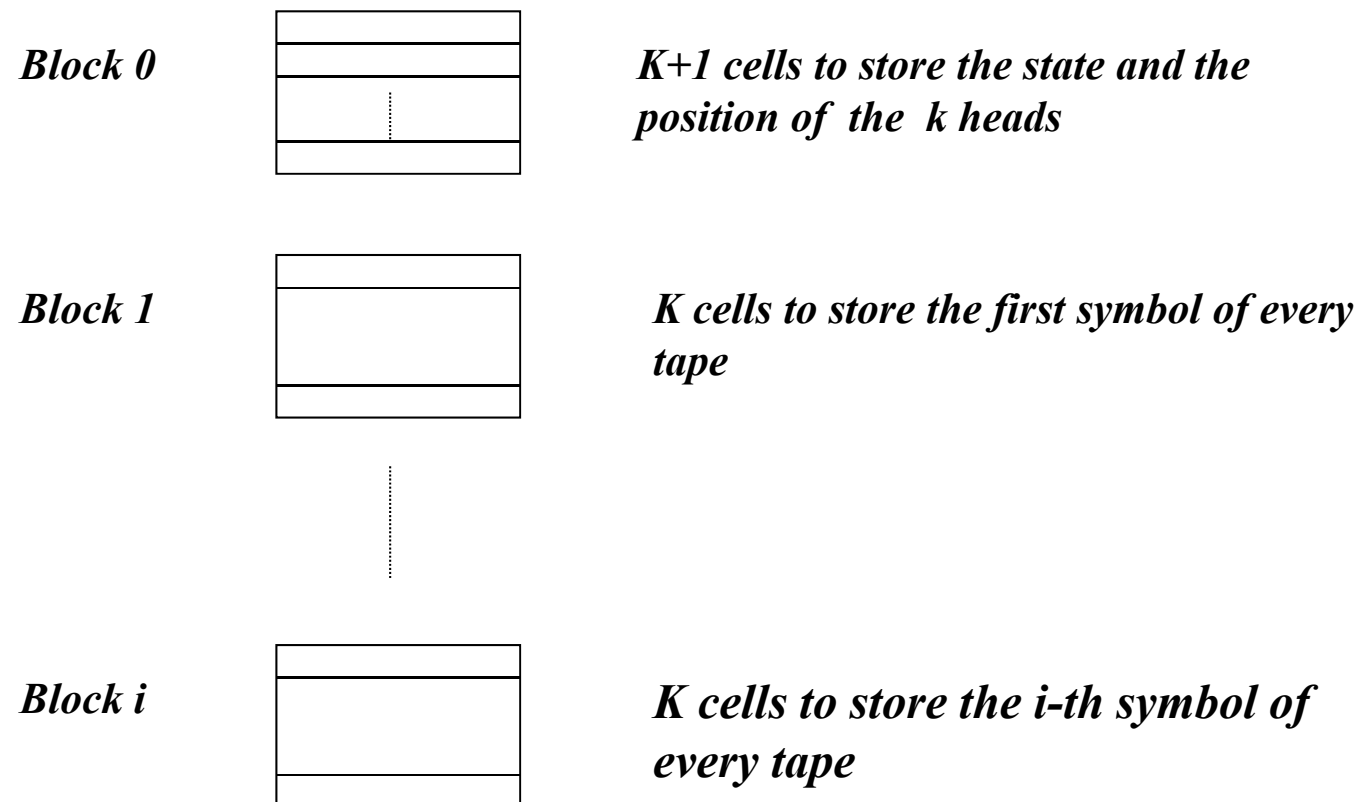 Block 0
K+1 cells to store the state and the
position of the k heads
Block 1
K cells to store the first symbol of every
tape
Block i
K cells to store the i-th symbol of
every tape